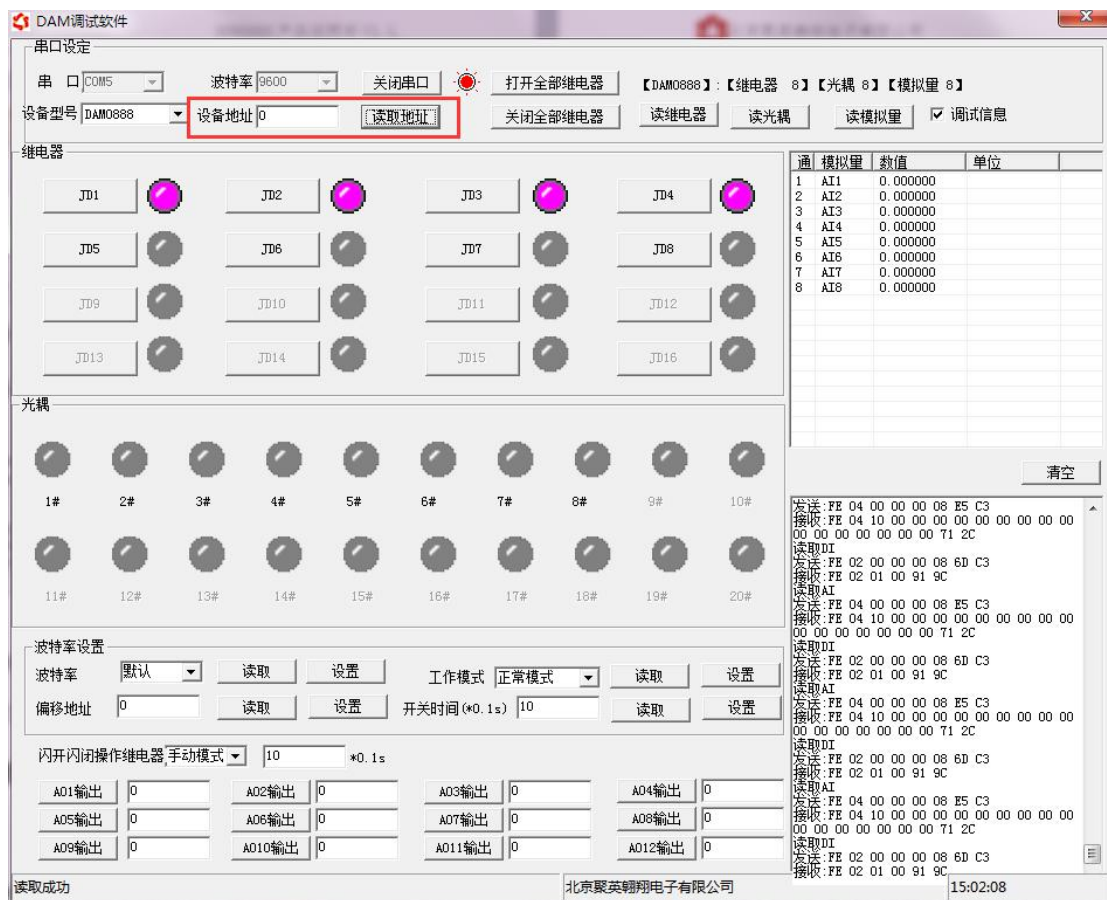 DAM调试软件
串口设定
串 口 COM5 波特率 9600 关闭串口 打开全部继电器 【DAM0888】:【继电器 8】【光耦 8】【模拟量 8】
设备型号 DAM0888 设备地址 0 读取地址 关闭全部继电器 读继电器 读光耦 读模拟量 调试信息
继电器
JD1 JD2 JD3 JD4
JD5 JD6 JD7 JD8
JD9 JD10 JD11 JD12
JD13 JD14 JD15 JD16
通 模拟量 数值 单位
1 AI1 0.000000
2 AI2 0.000000
3 AI3 0.000000
4 AI4 0.000000
5 AI5 0.000000
6 AI6 0.000000
7 AI7 0.000000
8 AI8 0.000000
光耦
1# 2# 3# 4# 5# 6# 7# 8# 9# 10#
11# 12# 13# 14# 15# 16# 17# 18# 19# 20#
清空
发送:FE 04 00 00 00 08 E5 C3
接收:FE 04 10 00 00 00 00 00 00 00 00 00
00 00 00 00 00 00 00 71 2C
读取DI
发送:FE 02 00 00 00 08 6D C3
接收:FE 02 01 00 91 9C
读取AI
发送:FE 04 00 00 00 08 E5 C3
接收:FE 04 10 00 00 00 00 00 00 00 00 00
00 00 00 00 00 00 00 71 2C
读取DI
发送:FE 02 00 00 00 08 6D C3
接收:FE 02 01 00 91 9C
读取AI
发送:FE 04 00 00 00 08 E5 C3
接收:FE 04 10 00 00 00 00 00 00 00 00 00
00 00 00 00 00 00 00 71 2C
读取DI
发送:FE 02 00 00 00 08 6D C3
接收:FE 02 01 00 91 9C
读取AI
发送:FE 04 00 00 00 08 E5 C3
接收:FE 04 10 00 00 00 00 00 00 00 00 00
00 00 00 00 00 00 00 71 2C
读取DI
发送:FE 02 00 00 00 08 6D C3
接收:FE 02 01 00 91 9C
波特率设置
波特率 默认 读取 设置 工作模式 正常模式 读取 设置
偏移地址 0 读取 设置 开关时间(*0.1s) 10 读取 设置
闪开闪闭操作继电器 手动模式 10 *0.1s
AO1输出 0 AO2输出 0 AO3输出 0 AO4输出 0
AO5输出 0 AO6输出 0 AO7输出 0 AO8输出 0
AO9输出 0 AO10输出 0 AO11输出 0 AO12输出 0
读取成功 北京聚英翱翔电子有限公司 15:02:08